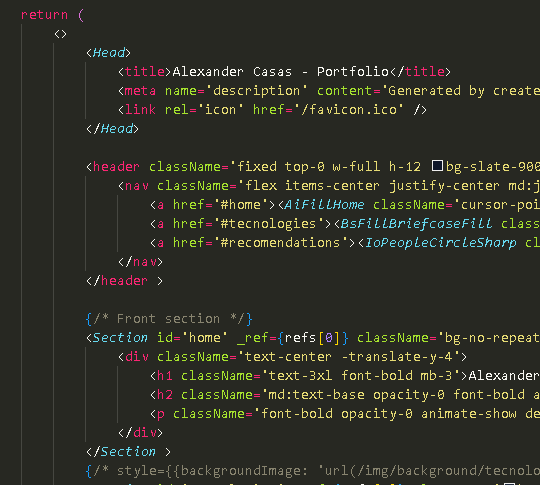 return (
<>
<Head>
<title>Alexander Casas - Portfolio</title>
<meta name="description" content="Generated by create
<link rel="icon" href="/favicon.ico" />
</Head>
<header className="fixed top-0 w-full h-12 bg-slate-900
<nav className="flex items-center justify-center md:j
<a href="#home"><AiFillHome className="cursor-poi
<a href="#tecnologies"><BsFillBriefcaseFill class
<a href="#recomendations"><IoPeopleCircleSharp cl
</nav>
</header >
{/* Front section */}
<Section id="home" _ref={refs[0]} className="bg-no-repeat
<div className="text-center -translate-y-4">
<h1 className="text-3xl font-bold mb-3">Alexander
<h2 className="md:text-base opacity-0 font-bold a
<p className="font-bold opacity-0 animate-show de
</div>
</Section >
{/* style={{backgroundImage: 'url(/img/background/tecnolo